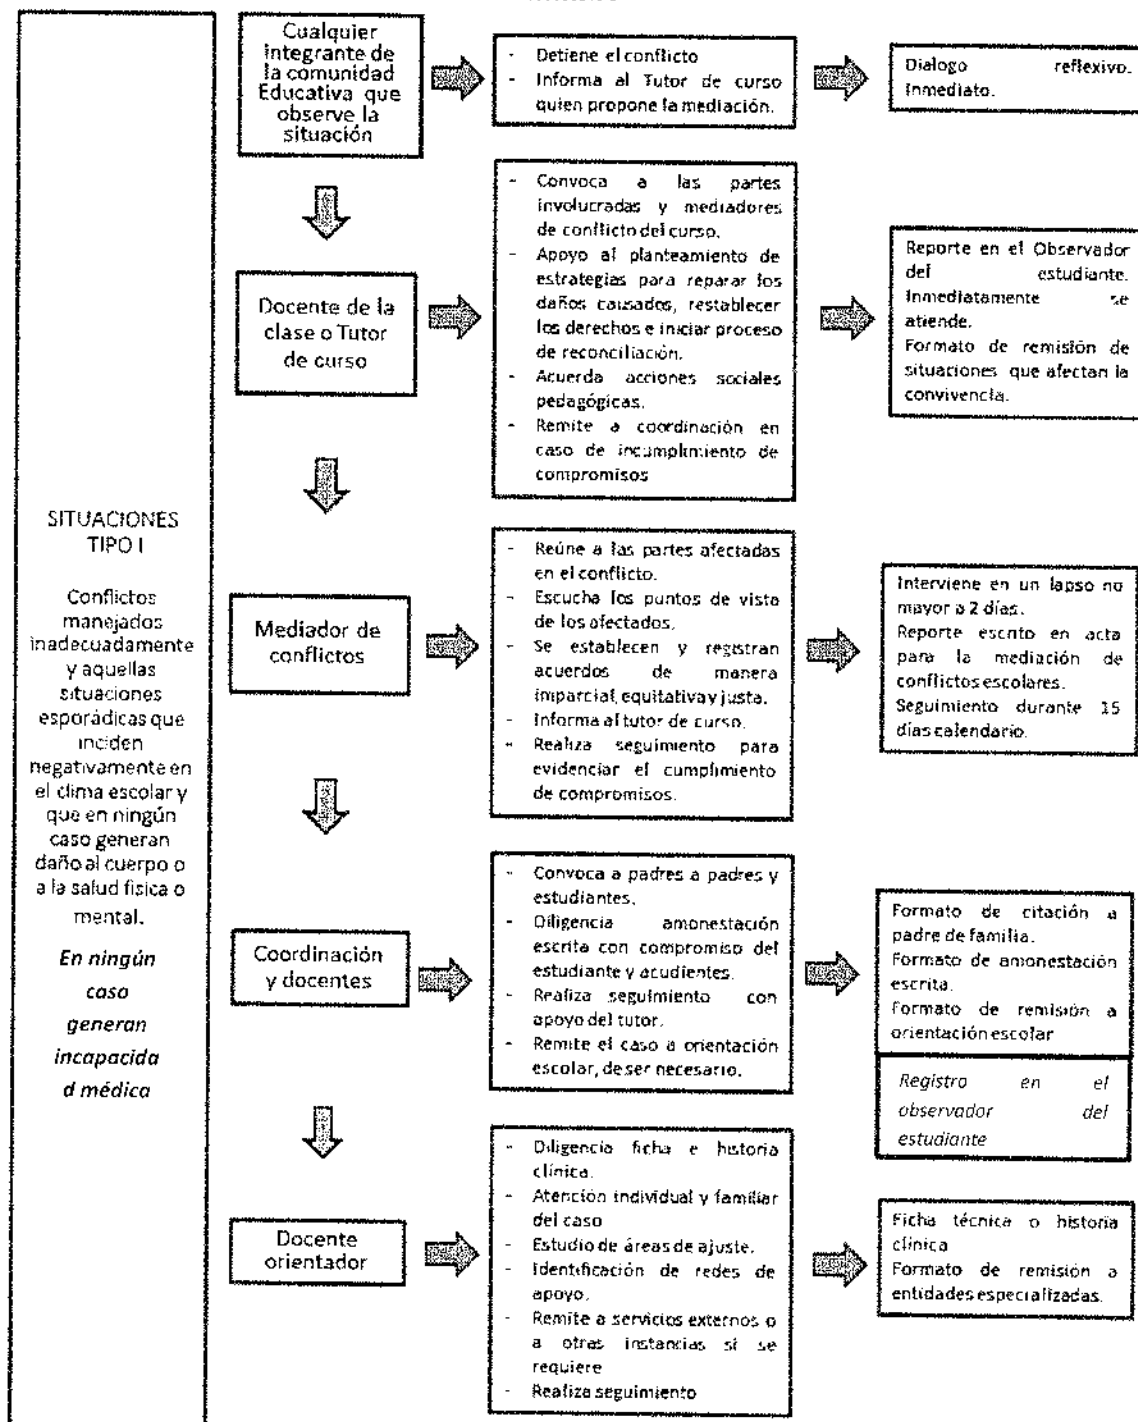 SITUACIONES
TIPO I
Conflictos
manejados
inadecuadamente
y aquellas
situaciones
esporádicas que
inciden
negativamente en
el clima escolar y
que en ningún
caso generan
daño al cuerpo o
a la salud física o
mental.
En ningún
caso
generan
incapacida
d médica
Cualquier
Integrante de
la comunidad
Educativa que
observe la
situación
- Detiene el conflicto
- Informa al Tutor de curso
quien propone la mediación.
Dialogo reflexivo.
Inmediato.
Docente de la
clase o Tutor
de curso
- Convoca a las partes
involucradas y mediadores
de conflicto del curso.
- Apoyo al planteamiento de
estrategias para reparar los
daños causados, restablecer
los derechos e iniciar proceso
de reconciliación.
- Acuerda acciones sociales
pedagógicas.
- Remite a coordinación en
caso de incumplimiento de
compromisos
Reporte en el Observador
del estudiante.
Inmediatamente se
atiende.
Formato de remisión de
situaciones que afectan la
convivencia.
Mediador de
conflictos
- Reúne a las partes afectadas
en el conflicto.
- Escucha los puntos de vista
de los afectados.
- Se establecen y registran
acuerdos de manera
imparcial, equitativa y justa.
- Informa al tutor de curso.
- Realiza seguimiento para
evidenciar el cumplimiento
de compromisos.
Interviene en un lapso no
mayor a 2 días.
Reporte escrito en acta
para la mediación de
conflictos escolares.
Seguimiento durante 15
días calendario.
Coordinación
y docentes
- Convoca a padres a padres y
estudiantes.
- Diligencia amonestación
escrita con compromiso del
estudiante y acudientes.
- Realiza seguimiento con
apoyo del tutor.
- Remite el caso a orientación
escolar, de ser necesario.
Formato de citación a
padre de familia.
Formato de amonestación
escrita.
Formato de remisión a
orientación escolar
Registro en el
observador del
estudiante
Docente
orientador
- Diligencia ficha e historia
clínica.
- Atención individual y familiar
del caso
- Estudio de áreas de ajuste.
- Identificación de redes de
apoyo.
- Remite a servicios externos o
a otras instancias si se
requiere
- Realiza seguimiento
Ficha técnica o historia
clínica
Formato de remisión a
entidades especializadas.